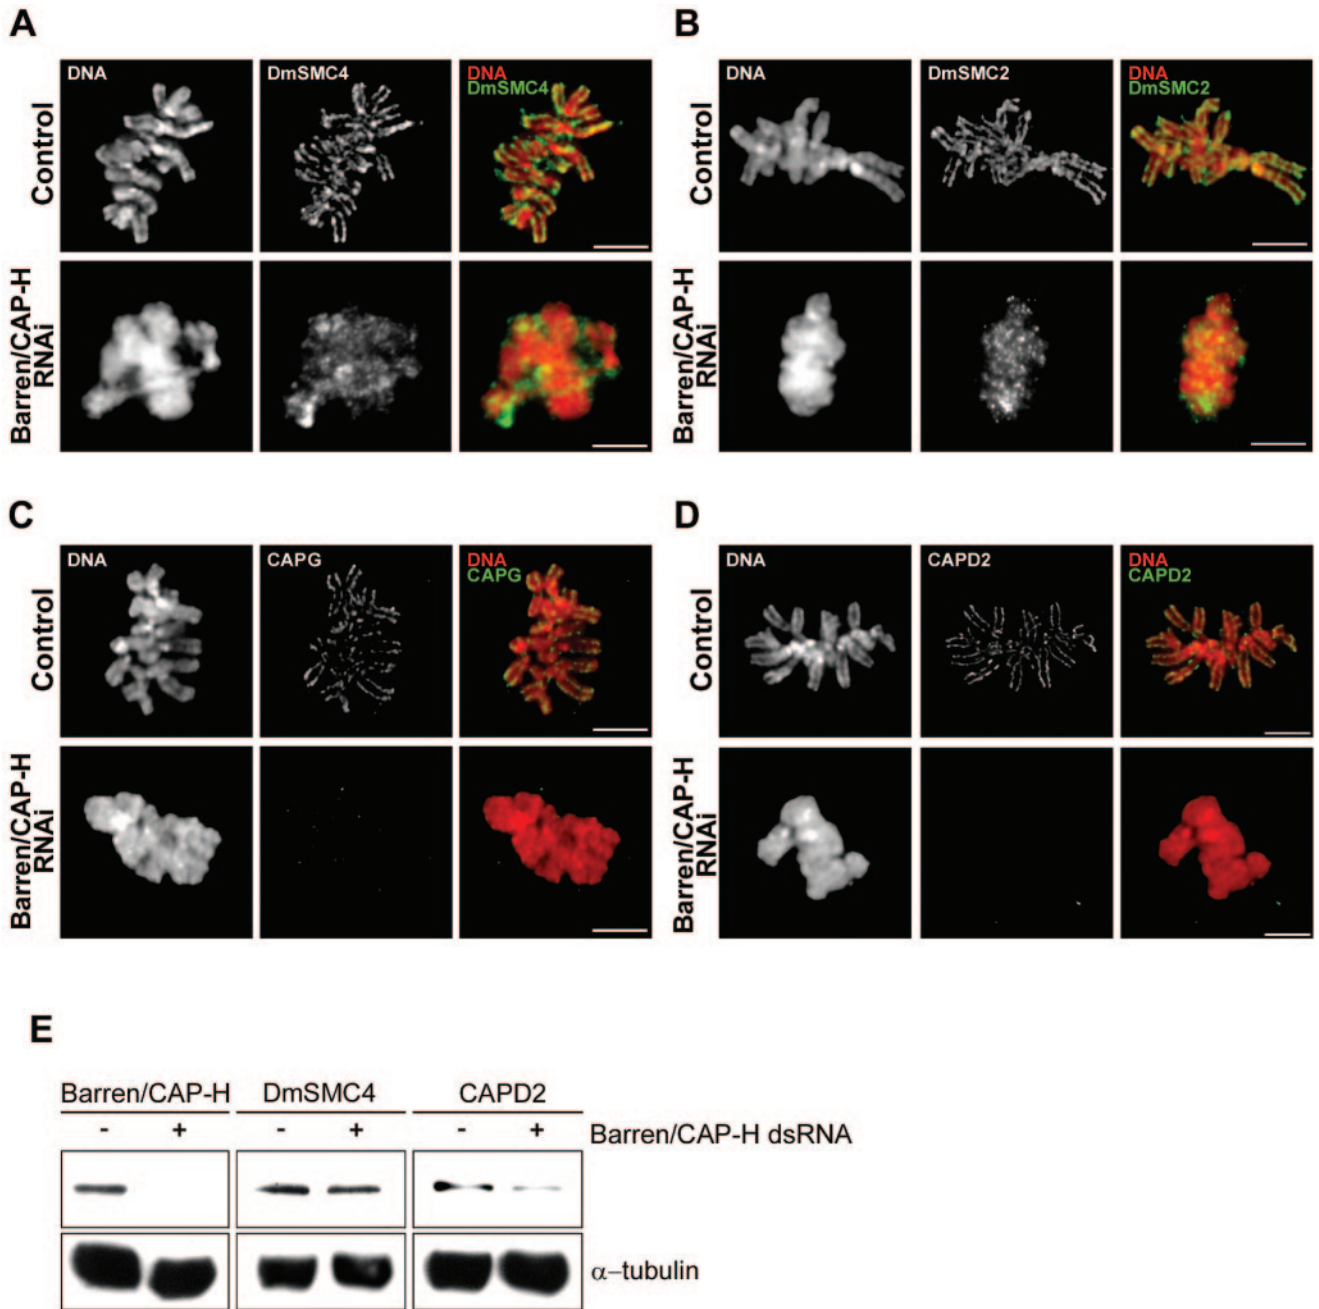 A
B
DNA
DmSMC4
DNA
DmSMC4
Control
DNA
DmSMC2
DNA
DmSMC2
Control
Barren/CAP-H
RNAi
Barren/CAP-H
RNAi
C
D
DNA
CAPG
DNA
CAPG
Control
DNA
CAPD2
DNA
CAPD2
Control
Barren/CAP-H
RNAi
Barren/CAP-H
RNAi
E
Barren/CAP-H
DmSMC4
CAPD2
- + - + - + Barren/CAP-H dsRNA
α–tubulin